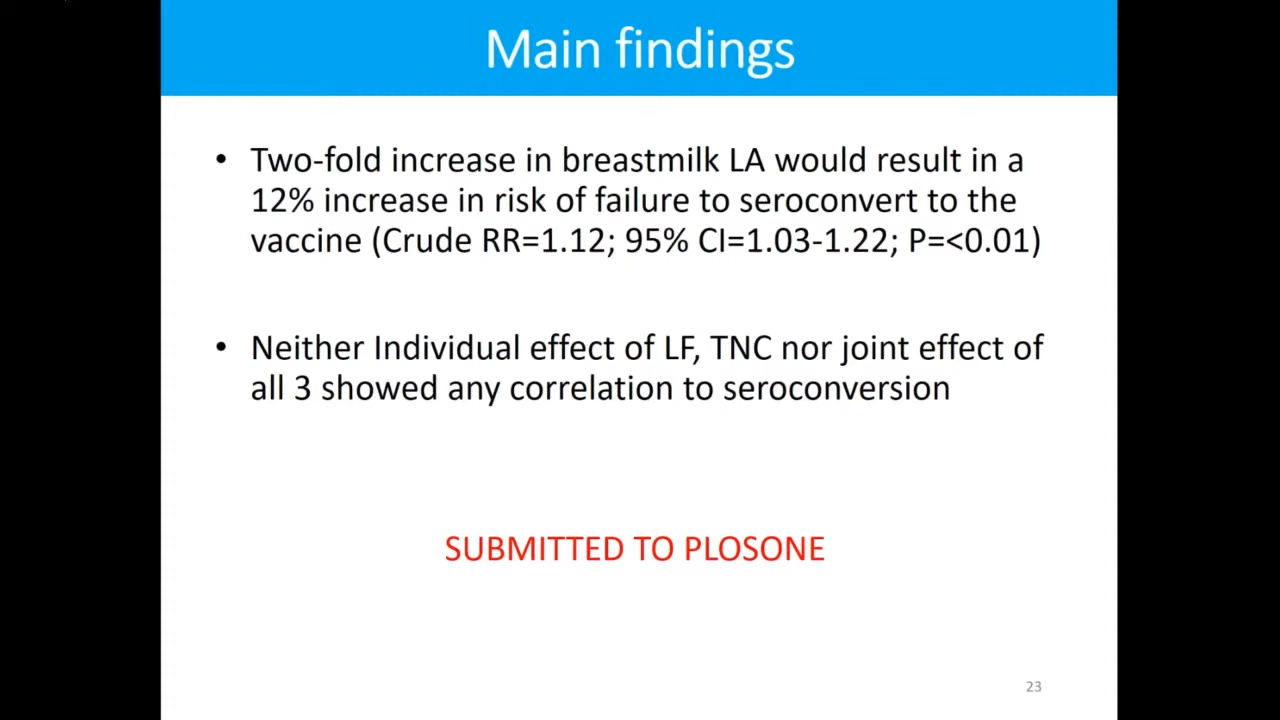 Main findings
• Two-fold increase in breastmilk LA would result in a
12% increase in risk of failure to seroconvert to the
vaccine (Crude RR=1.12; 95% CI=1.03-1.22; P=<0.01)
• Neither Individual effect of LF, TNC nor joint effect of
all 3 showed any correlation to seroconversion
SUBMITTED TO PLOSONE
23